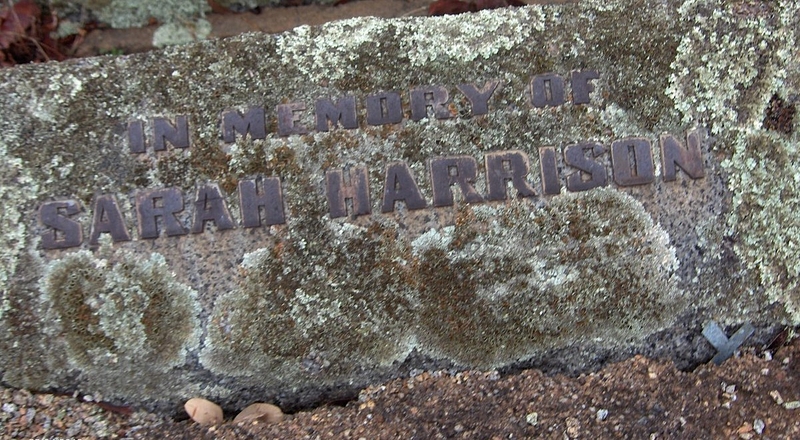 IN MEMORY OF
SARAH HARRISON